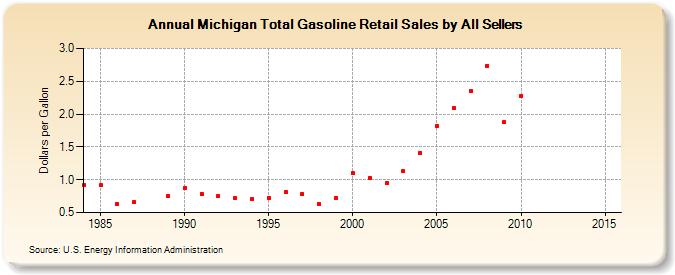 Annual Michigan Total Gasoline Retail Sales by All Sellers
Dollars per Gallon
3.0
2.5
2.0
1.5
1.0
0.5
1985 1990 1995 2000 2005 2010 2015
Source: U.S. Energy Information Administration